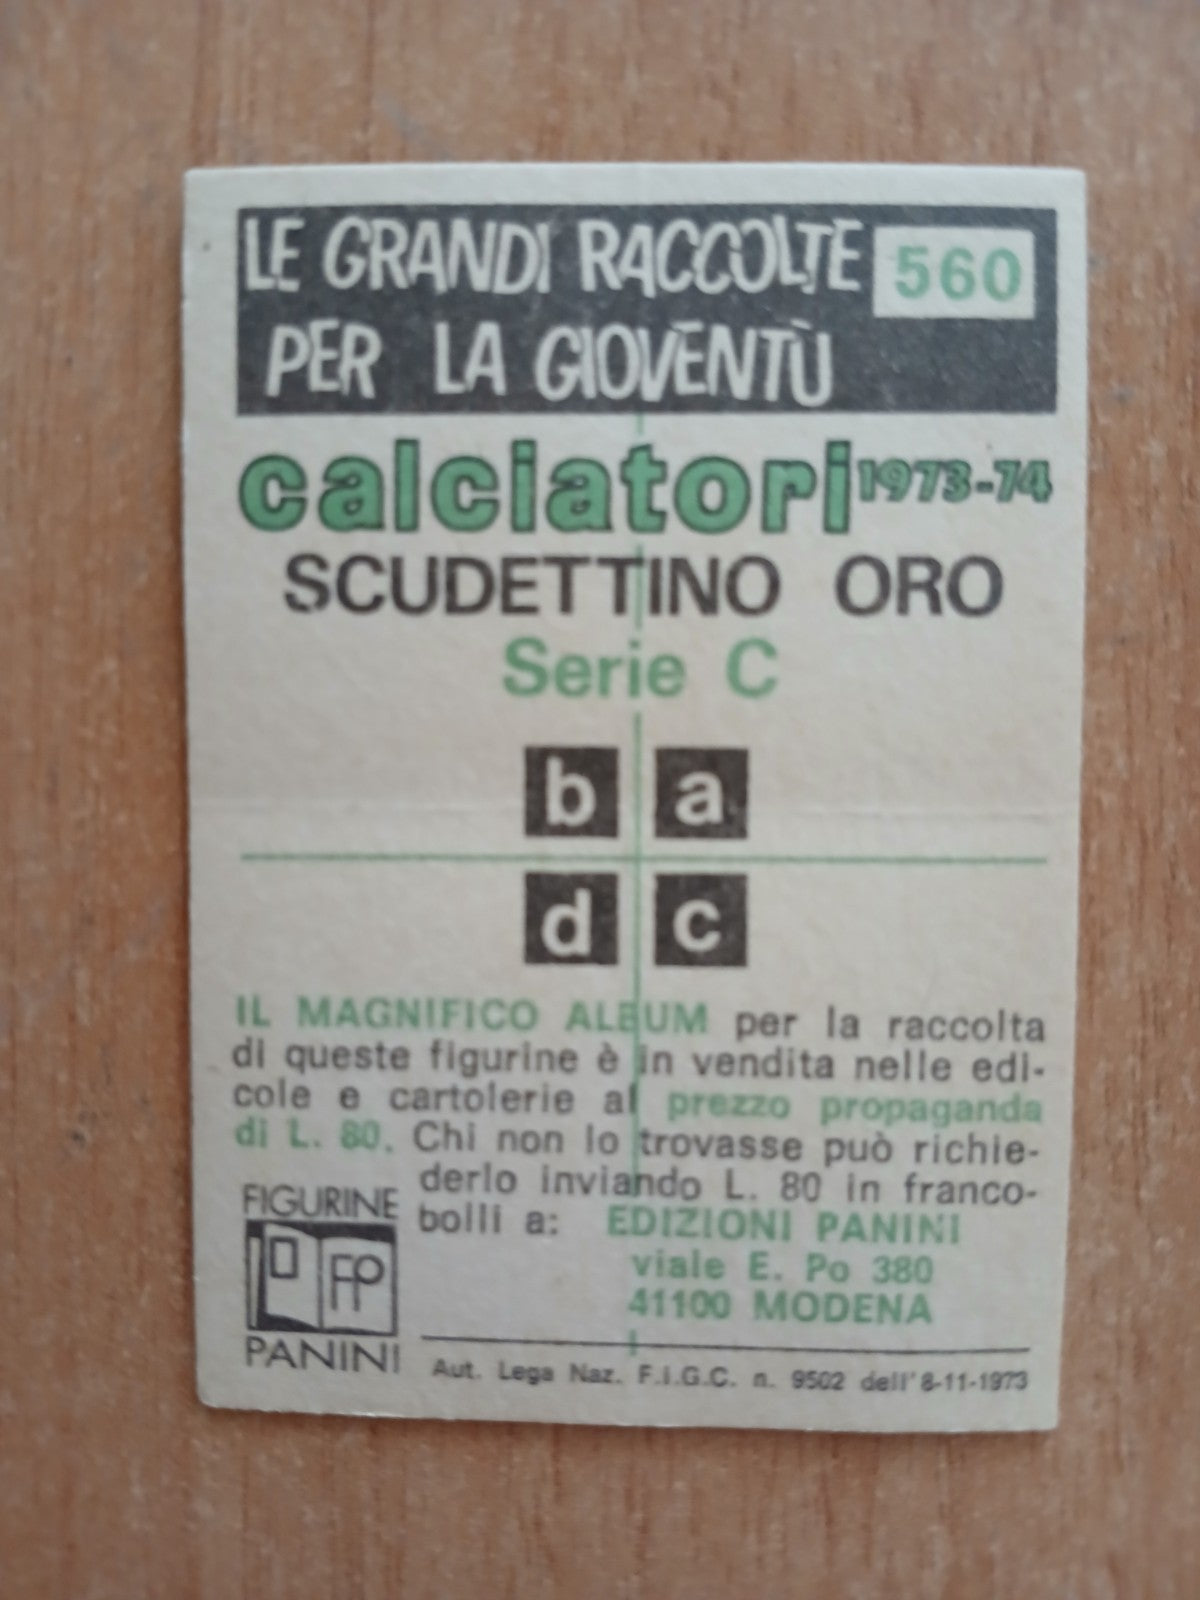 LE GRANDI RACCOLTE
560
PER LA GIOVENTÙ
calciatori 1973-74
SCUDETTINO ORO
Serie C
b a
d c
IL MAGNIFICO ALBUM per la raccolta
di queste figurine è in vendita nelle edi-
cole e cartolerie al prezzo propaganda
di L. 80. Chi non lo trovasse può richie-
derlo inviando L. 80 in franco-
bolli a: EDIZIONI PANINI
viale E. Po 380
41100 MODENA
FIGURINE
FP
PANINI
Aut. Lega Naz. F.I.G.C. n. 9502 dell'8-11-1973